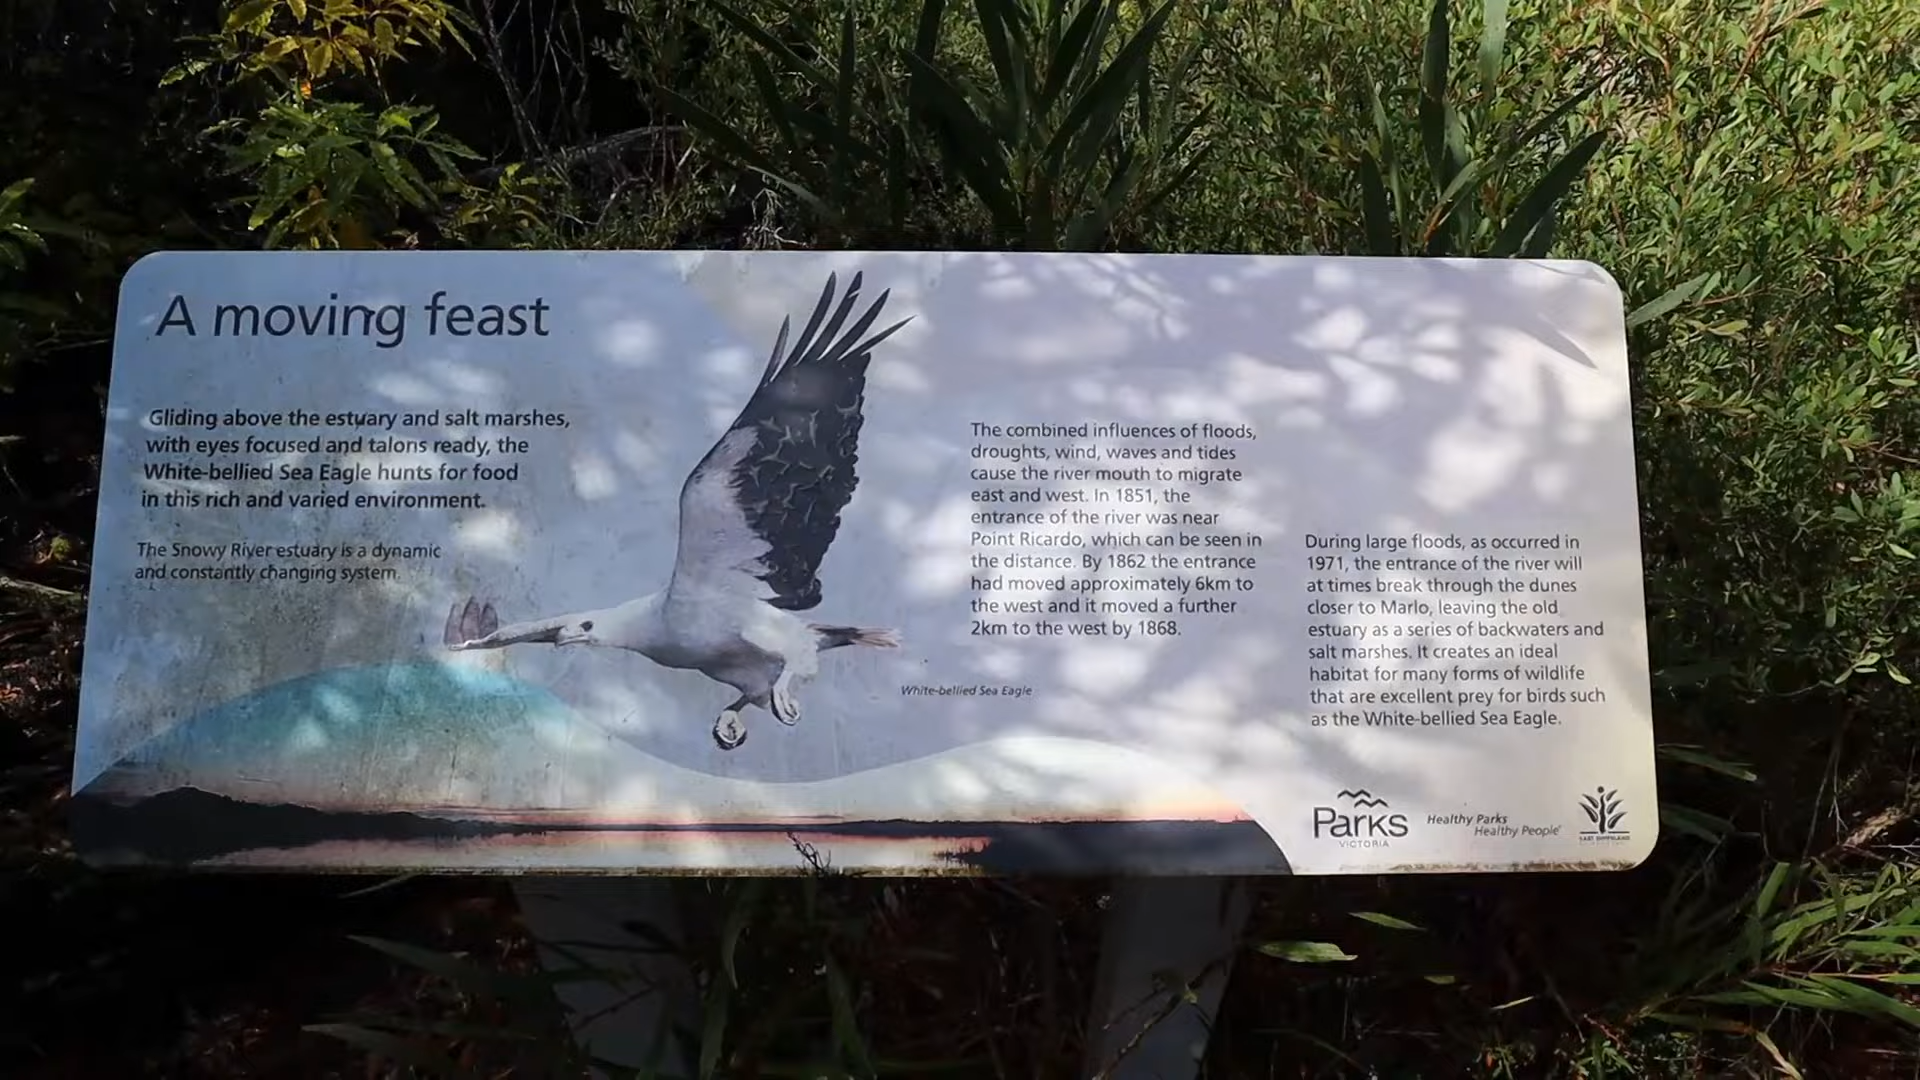 A moving feast
Gliding above the estuary and salt marshes,
with eyes focused and talons ready, the
White-bellied Sea Eagle hunts for food
in this rich and varied environment.
The Snowy River estuary is a dynamic
and constantly changing system.
White-bellied Sea Eagle
The combined influences of floods,
droughts, wind, waves and tides
cause the river mouth to migrate
east and west. In 1851, the
entrance of the river was near
Point Ricardo, which can be seen in
the distance. By 1862 the entrance
had moved approximately 6km to
the west and it moved a further
2km to the west by 1868.
During large floods, as occurred in
1971, the entrance of the river will
at times break through the dunes
closer to Marlo, leaving the old
estuary as a series of backwaters and
salt marshes. It creates an ideal
habitat for many forms of wildlife
that are excellent prey for birds such
as the White-bellied Sea Eagle.
Parks
VICTORIA
Healthy Parks
Healthy People
EAST GIPPSLAND